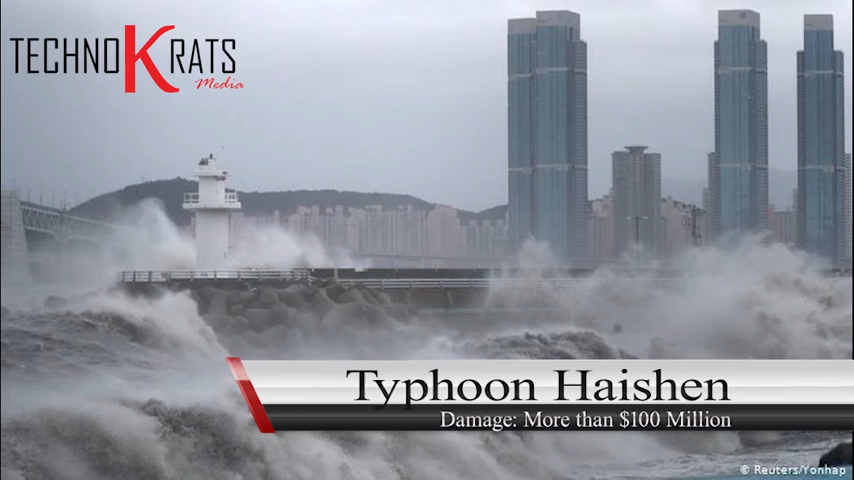 TECHNOKRATS
Media
Typhoon Haishen
Damage: More than $100 Million
© Reuters/Yonhap